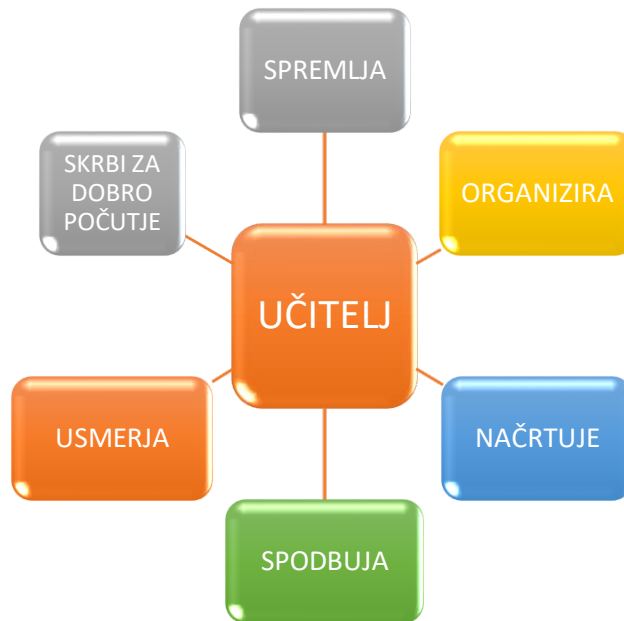 SPREMLJA
SKRBI ZA
DOBRO
POČUTJE
ORGANIZIRA
UČITELJ
USMERJA
NAČRTUJE
SPODBUJA